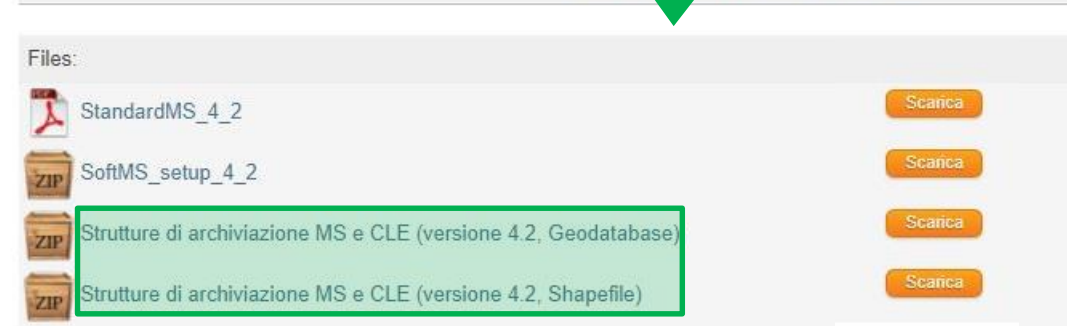 Files:
StandardMS_4_2 Scarica
SoftMS_setup_4_2 Scarica
ZIP
Strutture di archiviazione MS e CLE (versione 4.2, Geodatabase) Scarica
ZIP
Strutture di archiviazione MS e CLE (versione 4.2, Shapefile) Scarica
ZIP